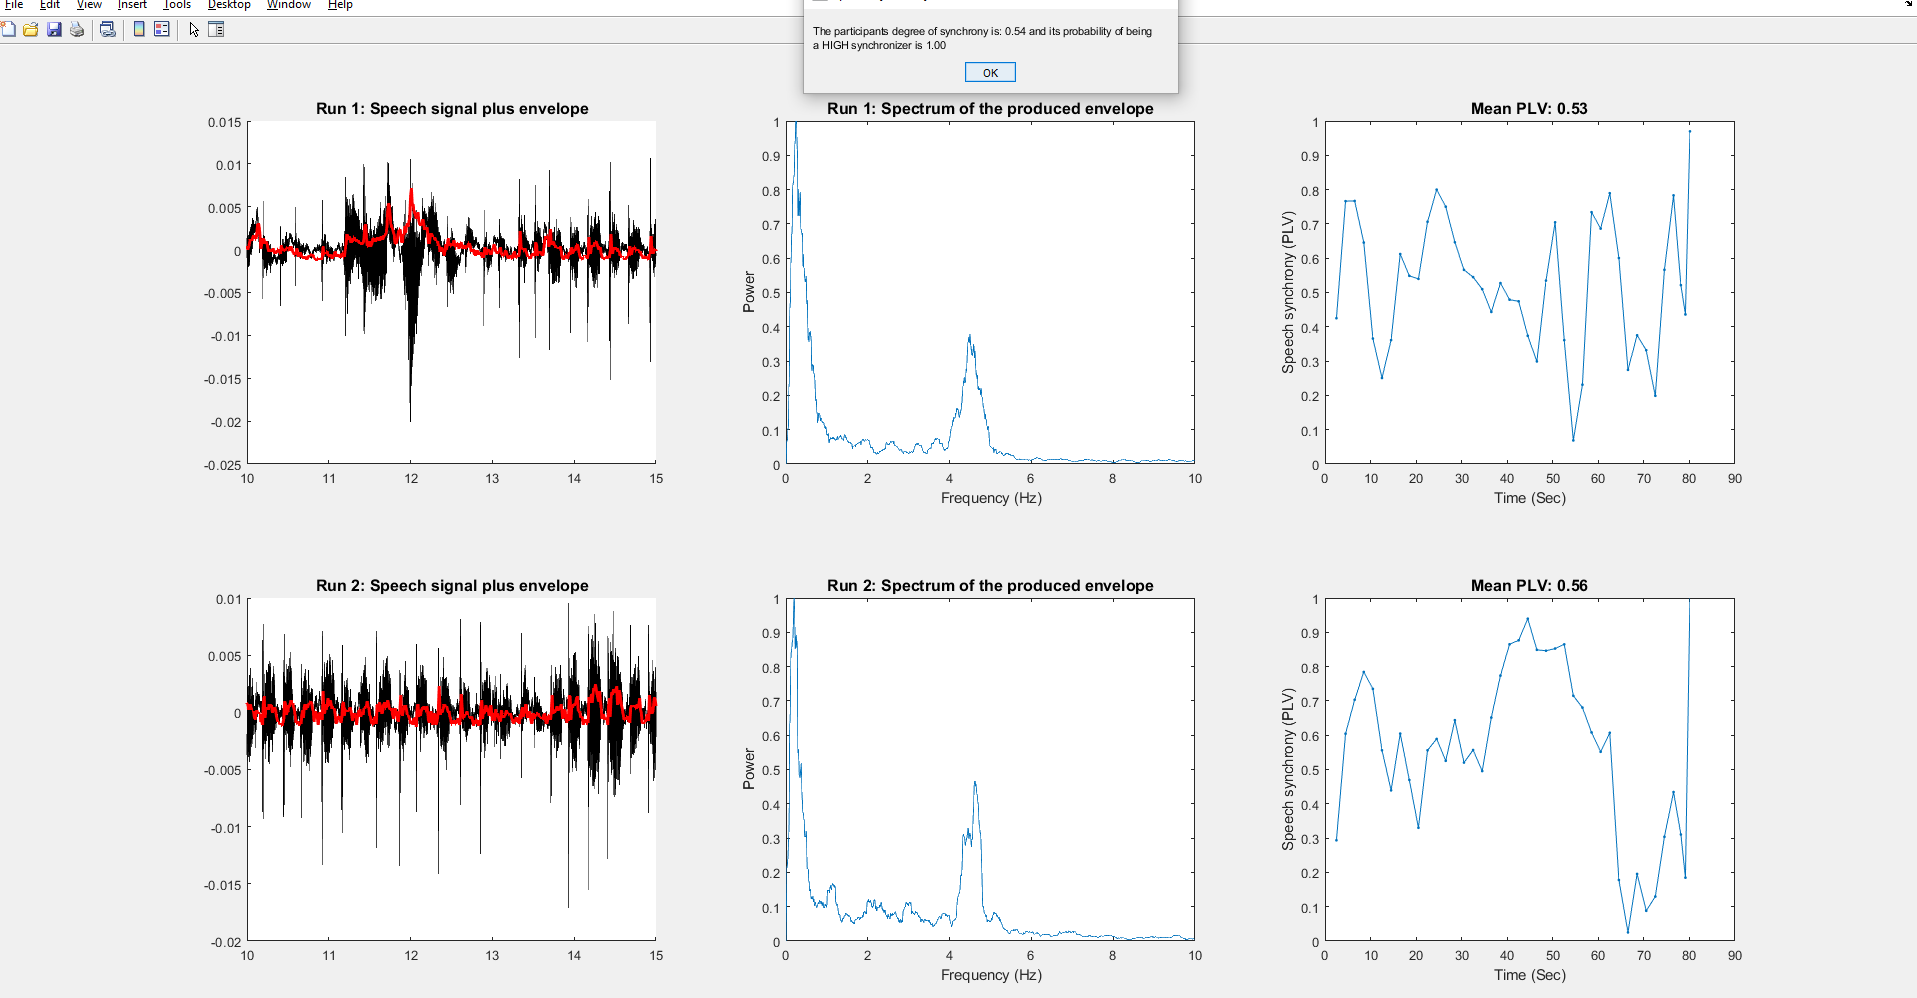 File Edit View Insert Tools Desktop Window Help
The participants degree of synchrony is: 0.54 and its probability of being
a HIGH synchronizer is 1.00
OK
Run 1: Speech signal plus envelope
0.015
0.01
0.005
0
-0.005
-0.01
-0.015
-0.02
-0.025
10 11 12 13 14 15
Run 1: Spectrum of the produced envelope
Power
1
0.9
0.8
0.7
0.6
0.5
0.4
0.3
0.2
0.1
0
0 2 4 6 8 10
Frequency (Hz)
Mean PLV: 0.53
Speech synchrony (PLV)
1
0.9
0.8
0.7
0.6
0.5
0.4
0.3
0.2
0.1
0
0 10 20 30 40 50 60 70 80 90
Time (Sec)
Run 2: Speech signal plus envelope
0.01
0.005
0
-0.005
-0.01
-0.015
-0.02
10 11 12 13 14 15
Run 2: Spectrum of the produced envelope
Power
1
0.9
0.8
0.7
0.6
0.5
0.4
0.3
0.2
0.1
0
0 2 4 6 8 10
Frequency (Hz)
Mean PLV: 0.56
Speech synchrony (PLV)
1
0.9
0.8
0.7
0.6
0.5
0.4
0.3
0.2
0.1
0
0 10 20 30 40 50 60 70 80 90
Time (Sec)